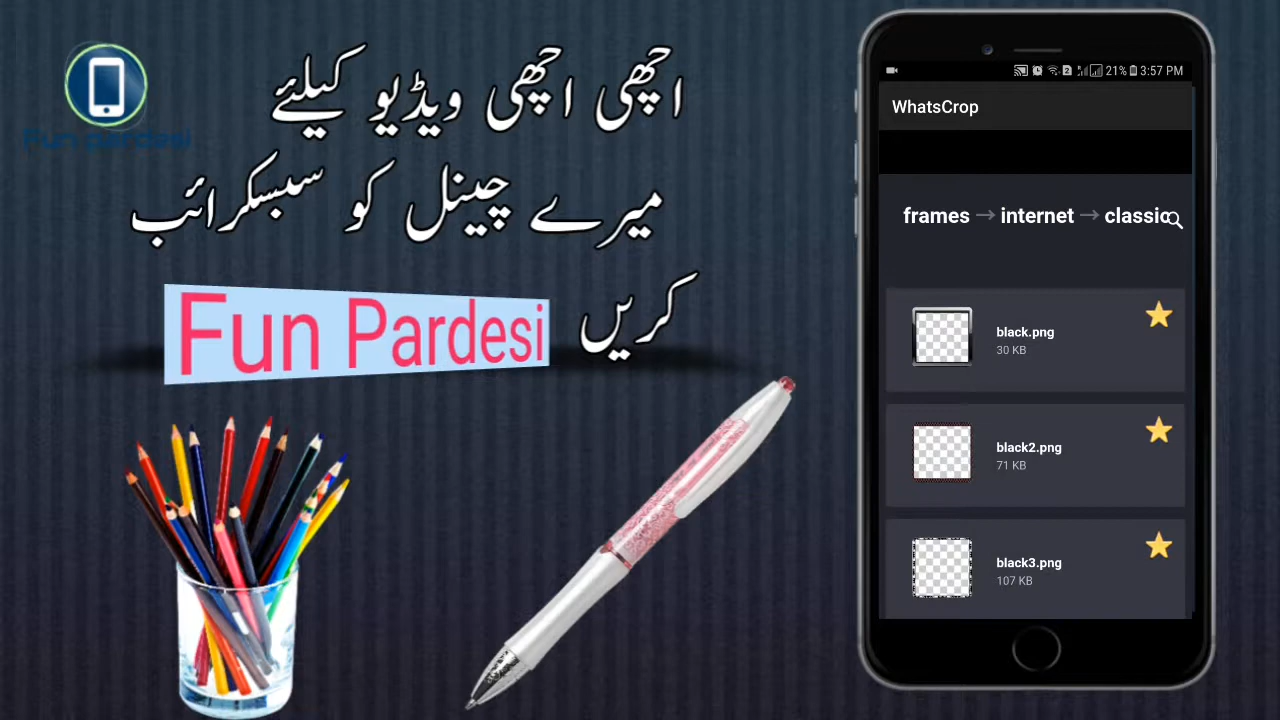 اچھی اچھی ویڈیو کیلئے
میرے چینل کو سبسکرائب
کریں Fun Pardesi
Fun pardesi
21% 3:57 PM
WhatsCrop
frames → internet → classic
black.png
30 KB
black2.png
71 KB
black3.png
107 KB